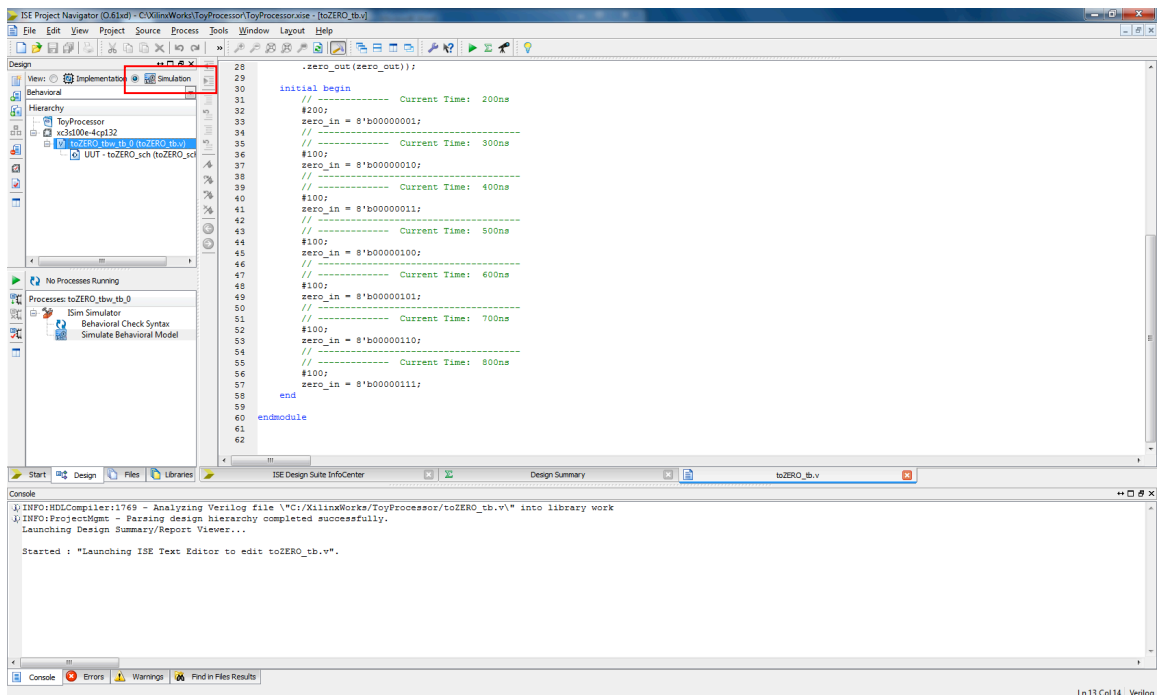 ISE Project Navigator (O.61xd) - C:\XilinxWorks\ToyProcessor\ToyProcessor.xise - [toZERO_tb.v]
File Edit View Project Source Process Tools Window Layout Help
Design
View: Implementation Simulation
Behavioral
Hierarchy
ToyProcessor
xc3s100e-4cp132
toZERO_tbw_tb_0 (toZERO_tb.v)
UUT - toZERO_sch (toZERO_sch
No Processes Running
Processes: toZERO_tbw_tb_0
ISim Simulator
Behavioral Check Syntax
Simulate Behavioral Model
Start Design Files Libraries
28 .zero_out(zero_out));
29
30 initial begin
31 // ------------- Current Time: 200ns
32 #200;
33 zero_in = 8'b00000001;
34 // -------------------------------------
35 // ------------- Current Time: 300ns
36 #100;
37 zero_in = 8'b00000010;
38 // -------------------------------------
39 // ------------- Current Time: 400ns
40 #100;
41 zero_in = 8'b00000011;
42 // -------------------------------------
43 // ------------- Current Time: 500ns
44 #100;
45 zero_in = 8'b00000100;
46 // -------------------------------------
47 // ------------- Current Time: 600ns
48 #100;
49 zero_in = 8'b00000101;
50 // -------------------------------------
51 // ------------- Current Time: 700ns
52 #100;
53 zero_in = 8'b00000110;
54 // -------------------------------------
55 // ------------- Current Time: 800ns
56 #100;
57 zero_in = 8'b00000111;
58 end
59
60 endmodule
61
62
ISE Design Suite InfoCenter Design Summary toZERO_tb.v
Console
INFO:HDLCompiler:1769 - Analyzing Verilog file \"C:/XilinxWorks/ToyProcessor/toZERO_tb.v\" into library work
INFO:ProjectMgmt - Parsing design hierarchy completed successfully.
Launching Design Summary/Report Viewer...
Started : "Launching ISE Text Editor to edit toZERO_tb.v".
Console Errors Warnings Find in Files Results
Ln 13 Col 14 Verilog